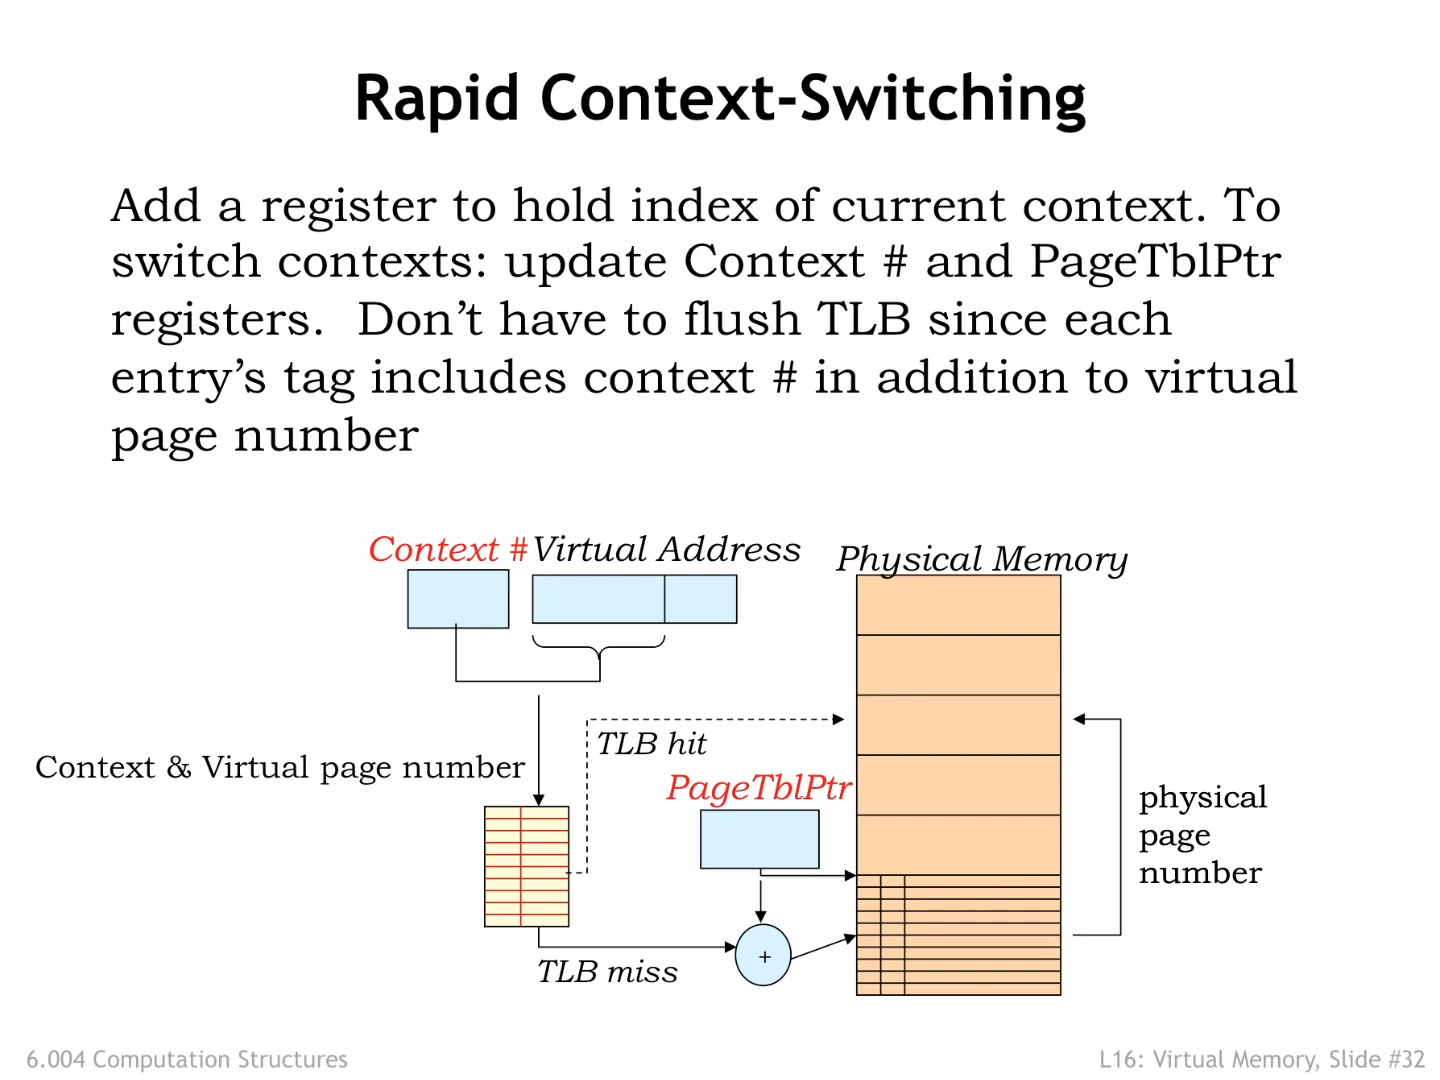 Rapid Context-Switching
Add a register to hold index of current context. To
switch contexts: update Context # and PageTblPtr
registers.  Don’t have to flush TLB since each
entry’s tag includes context # in addition to virtual
page number
Context # Virtual Address
Physical Memory
TLB hit
Context & Virtual page number
PageTblPtr
physical
page
number
+
TLB miss
6.004 Computation Structures
L16: Virtual Memory, Slide #32